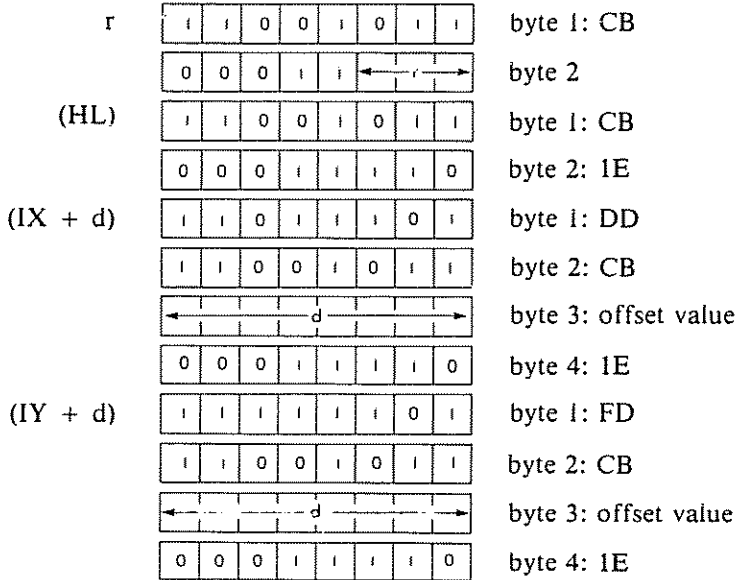 r 1 1 0 0 1 0 1 1 byte 1: CB
0 0 0 1 1 r byte 2
(HL) 1 1 0 0 1 0 1 1 byte 1: CB
0 0 0 1 1 1 1 0 byte 2: 1E
(IX + d) 1 1 0 1 1 1 0 1 byte 1: DD
1 1 0 0 1 0 1 1 byte 2: CB
d byte 3: offset value
0 0 0 1 1 1 1 0 byte 4: 1E
(IY + d) 1 1 1 1 1 1 0 1 byte 1: FD
1 1 0 0 1 0 1 1 byte 2: CB
d byte 3: offset value
0 0 0 1 1 1 1 0 byte 4: 1E